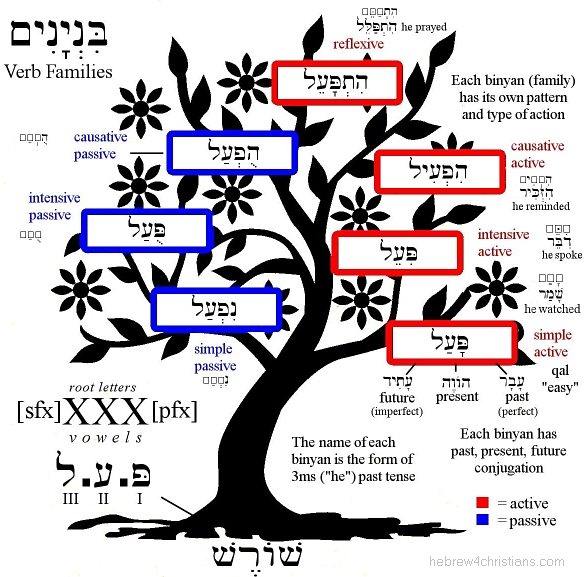 בִּנְיָנִים
Verb Families
הִתְ□ַ□ֵּ□
הִתְפַּלֵּל he prayed
reflexive
הִתְפָּעֵל
Each binyan (family)
has its own pattern
and type of action
הֻ□ְ□ַ□
causative
passive
הֻפְעַל
causative
active
הִפְעִיל
הִ□ְ□ִי□
הִזְכִּיר
he reminded
intensive
passive
פֻּעַל
□ֻ□ַּ□
intensive
active
פִּעֵל
□ִ□ֵּ□
דִּבֵּר
he spoke
נִפְעַל
□ָ□ַ□
שָׁמַר
he watched
simple
passive
נִ□ְ□ַ□
simple
active
פָּעַל
qal
"easy"
עָתִיד
future
(imperfect)
הוֹוֶה
present
עָבָר
past
(perfect)
root letters
[sfx]XXX[pfx]
vowels
The name of each
binyan is the form of
3ms ("he") past tense
Each binyan has
past, present, future
conjugation
פּ.ע.ל
III II I
= active
= passive
שׁוֹרֶשׁ
hebrew4christians.com